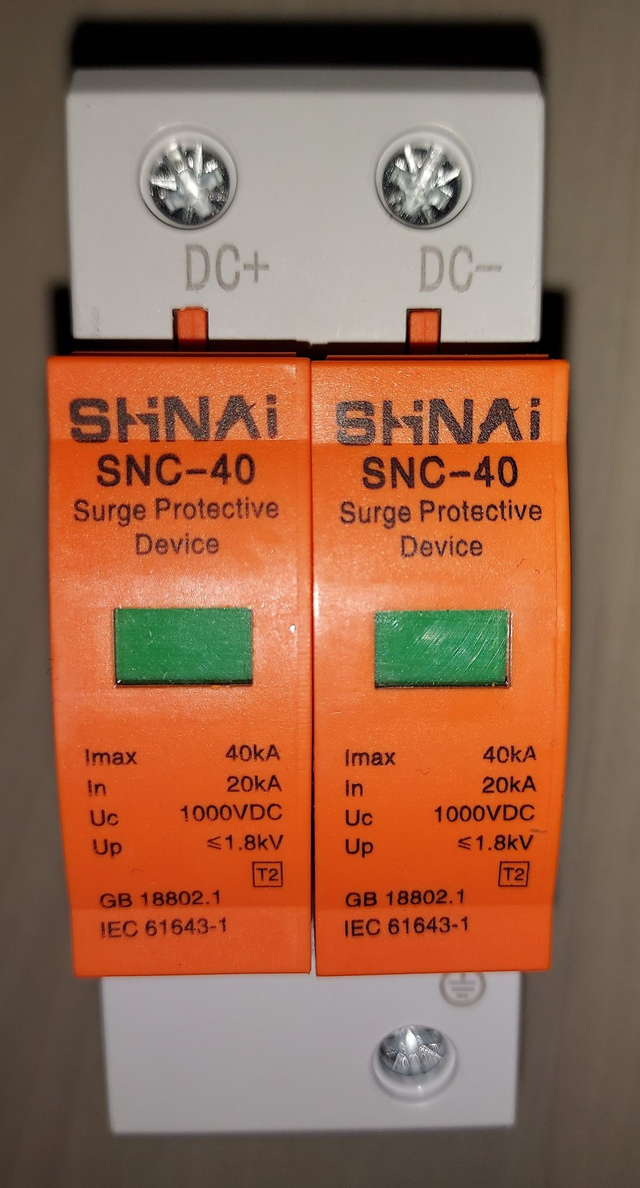 DC+
DC-
SHiNAi
SNC-40
Surge Protective
Device
Imax 40kA
In 20kA
Uc 1000VDC
Up ≤1.8kV
T2
GB 18802.1
IEC 61643-1
SHiNAi
SNC-40
Surge Protective
Device
Imax 40kA
In 20kA
Uc 1000VDC
Up ≤1.8kV
T2
GB 18802.1
IEC 61643-1